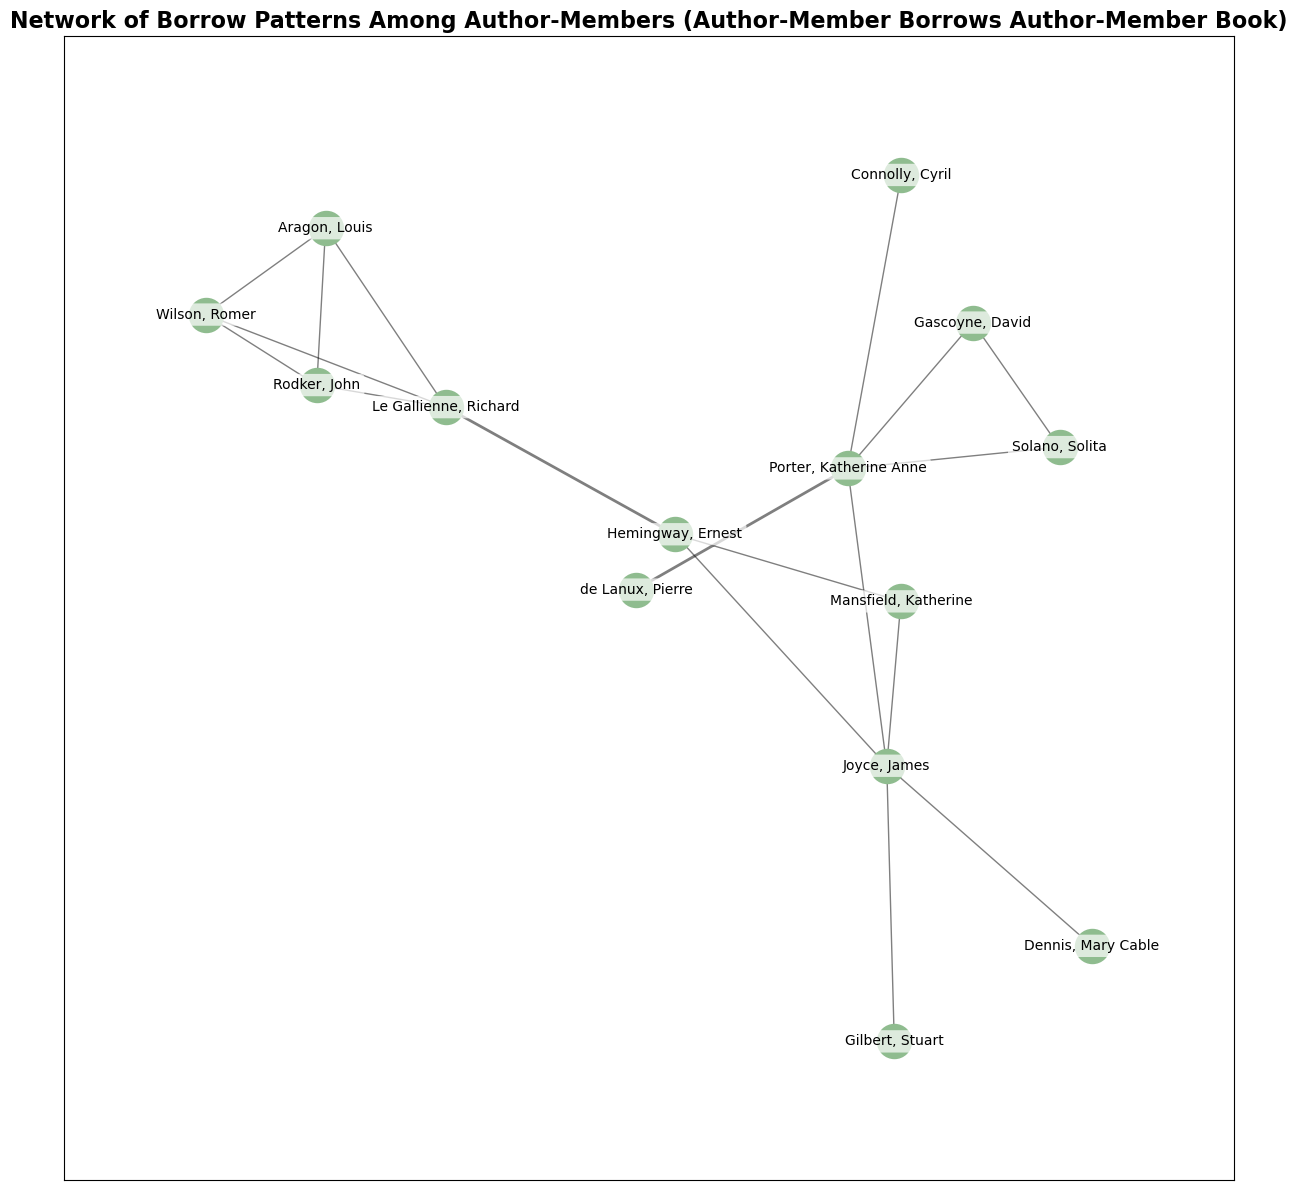 Network of Borrow Patterns Among Author-Members (Author-Member Borrows Author-Member Book)
Connolly, Cyril
Aragon, Louis
Wilson, Romer
Gascoyne, David
Rodker, John
Le Gallienne, Richard
Solano, Solita
Porter, Katherine Anne
Hemingway, Ernest
de Lanux, Pierre
Mansfield, Katherine
Joyce, James
Dennis, Mary Cable
Gilbert, Stuart